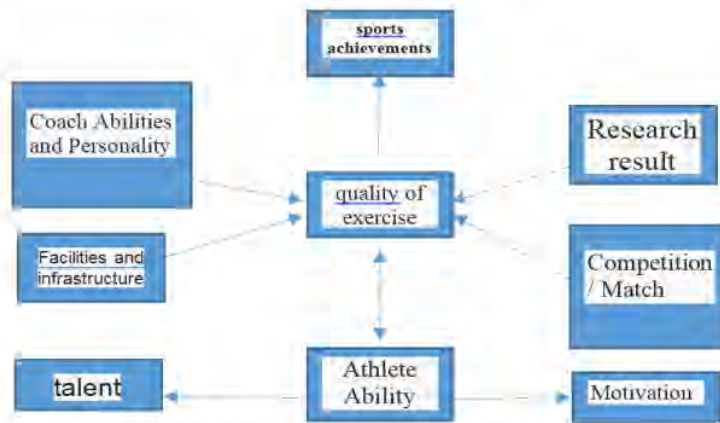 sports
achievements
Coach Abilities
and Personality
Research
result
quality of
exercise
Facilities and
infrastructure
Competition
/ Match
talent
Athlete
Ability
Motivation